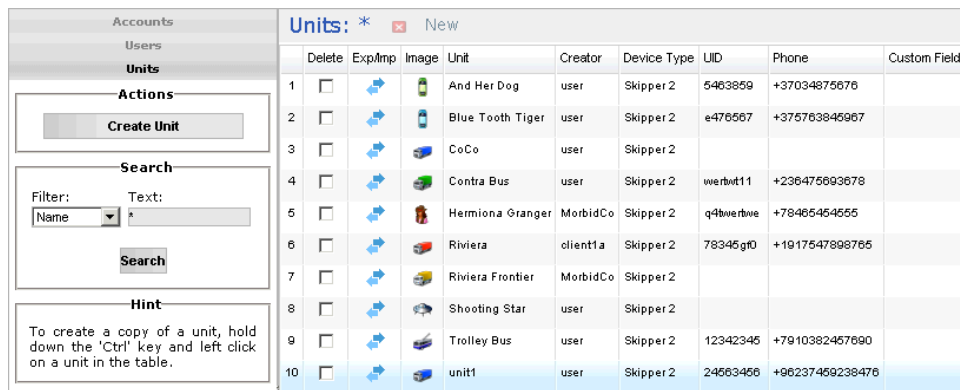 Accounts
Users
Units
Actions
Create Unit
Search
Filter: Text:
Name *
Search
Hint
To create a copy of a unit, hold
down the 'Ctrl' key and left click
on a unit in the table.
Units: * New
Delete Exp/Imp Image Unit Creator Device Type UID Phone Custom Field
1 And Her Dog user Skipper 2 5463859 +37034875676
2 Blue Tooth Tiger user Skipper 2 e476567 +375763845967
3 CoCo user Skipper 2
4 Contra Bus user Skipper 2 wertwt11 +236475693678
5 Hermiona Granger MorbidCo Skipper 2 q4twertwe +78465454555
6 Riviera client1a Skipper 2 78345gf0 +1917547898765
7 Riviera Frontier MorbidCo Skipper 2
8 Shooting Star user Skipper 2
9 Trolley Bus user Skipper 2 12342345 +7910382457690
10 unit1 user Skipper 2 24563456 +96237459238476